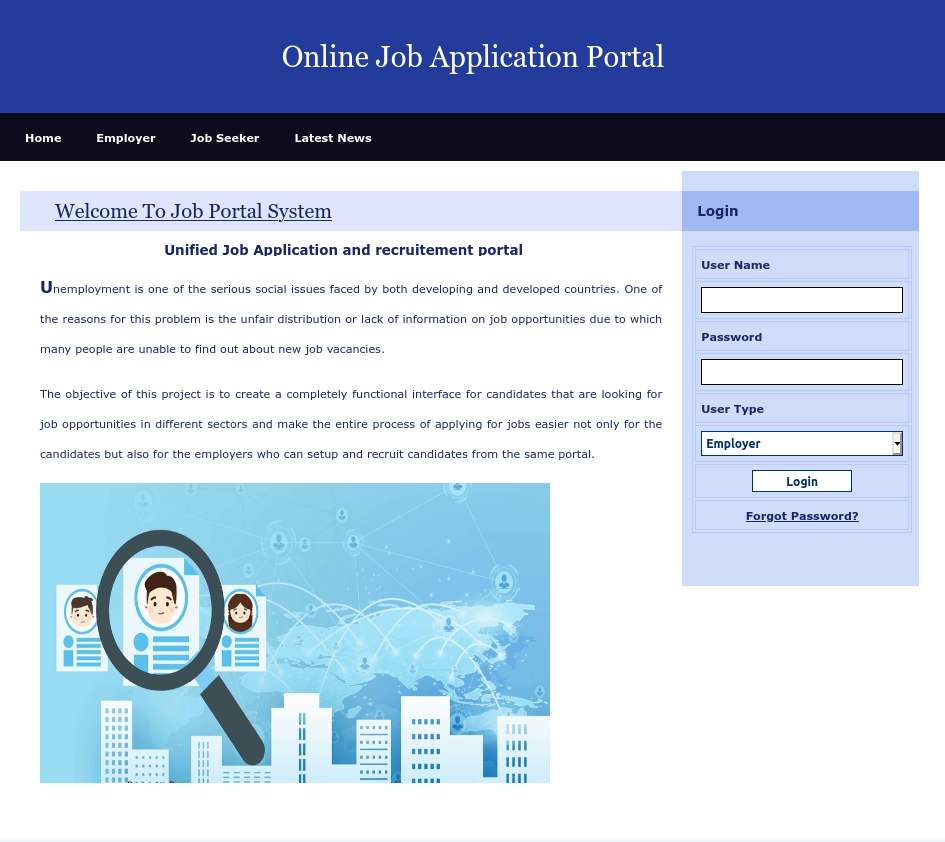 Online Job Application Portal
Home Employer Job Seeker Latest News
Welcome To Job Portal System
Unified Job Application and recruitement portal
Unemployment is one of the serious social issues faced by both developing and developed countries. One of
the reasons for this problem is the unfair distribution or lack of information on job opportunities due to which
many people are unable to find out about new job vacancies.
The objective of this project is to create a completely functional interface for candidates that are looking for
job opportunities in different sectors and make the entire process of applying for jobs easier not only for the
candidates but also for the employers who can setup and recruit candidates from the same portal.
Login
User Name
Password
User Type
Employer
Login
Forgot Password?